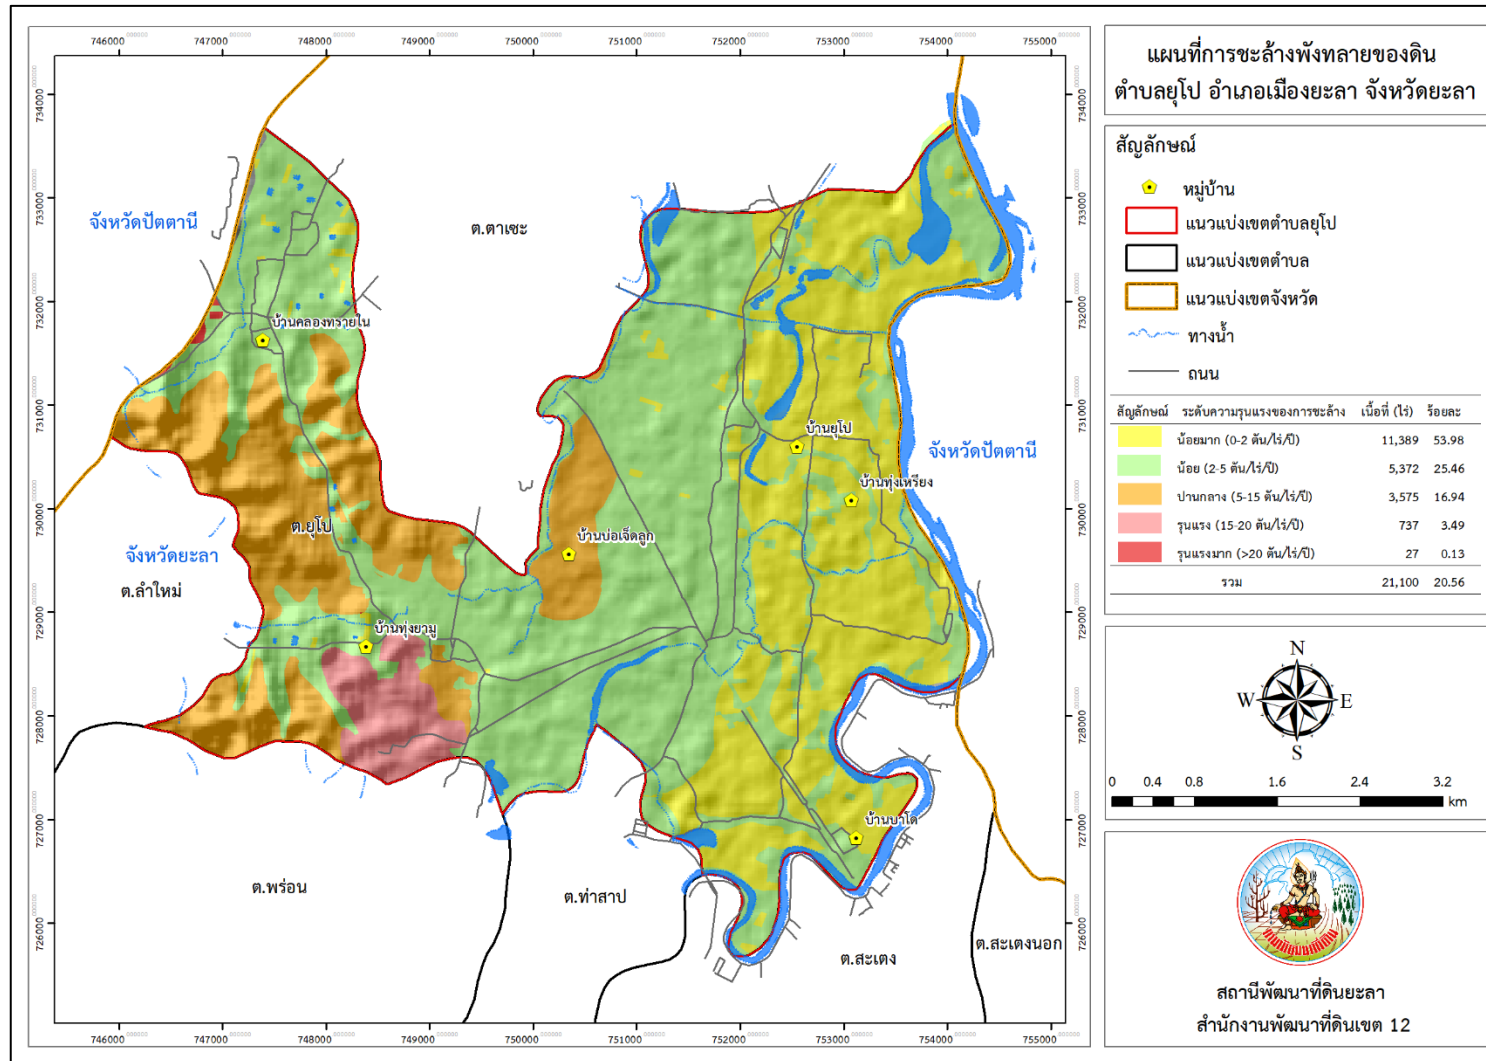 แผนที่การชะล้างพังทลายของดิน
ตำบลยุโป อำเภอเมืองยะลา จังหวัดยะลา
สัญลักษณ์
หมู่บ้าน
แนวแบ่งเขตตำบลยุโป
แนวแบ่งเขตตำบล
แนวแบ่งเขตจังหวัด
ทางน้ำ
ถนน
สัญลักษณ์ ระดับความรุนแรงของการชะล้าง เนื้อที่ (ไร่) ร้อยละ
น้อยมาก (0-2 ตัน/ไร่/ปี) 11,389 53.98
น้อย (2-5 ตัน/ไร่/ปี) 5,372 25.46
ปานกลาง (5-15 ตัน/ไร่/ปี) 3,575 16.94
รุนแรง (15-20 ตัน/ไร่/ปี) 737 3.49
รุนแรงมาก (>20 ตัน/ไร่/ปี) 27 0.13
รวม 21,100 20.56
N
W E
S
0 0.4 0.8 1.6 2.4 3.2
km
สถานีพัฒนาที่ดินยะลา
สำนักงานพัฒนาที่ดินเขต 12
746000 747000 748000 749000 750000 751000 752000 753000 754000 755000
734000 734000
733000 733000
732000 732000
731000 731000
730000 730000
729000 729000
728000 728000
727000 727000
726000 726000
746000 747000 748000 749000 750000 751000 752000 753000 754000 755000
จังหวัดปัตตานี
ต.ตาเซะ
บ้านคลองทรายใน
บ้านยุโป
จังหวัดปัตตานี
บ้านทุ่งเหรียง
ต.ยุโป
บ้านบ่อเจ็ดลูก
จังหวัดยะลา
ต.ลำใหม่
บ้านทุ่งยามู
บ้านบาโด
ต.พร่อน
ต.ท่าสาป
ต.สะเตง
ต.สะเตงนอก